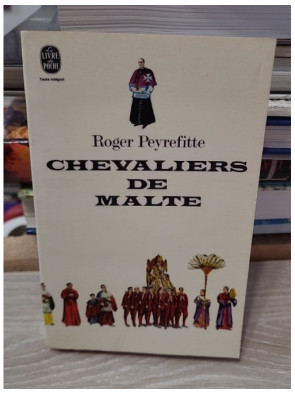 Le
LIVRE
de
POCHE
Texte intégral
Roger Peyrefitte
CHEVALIERS
DE
MALTE